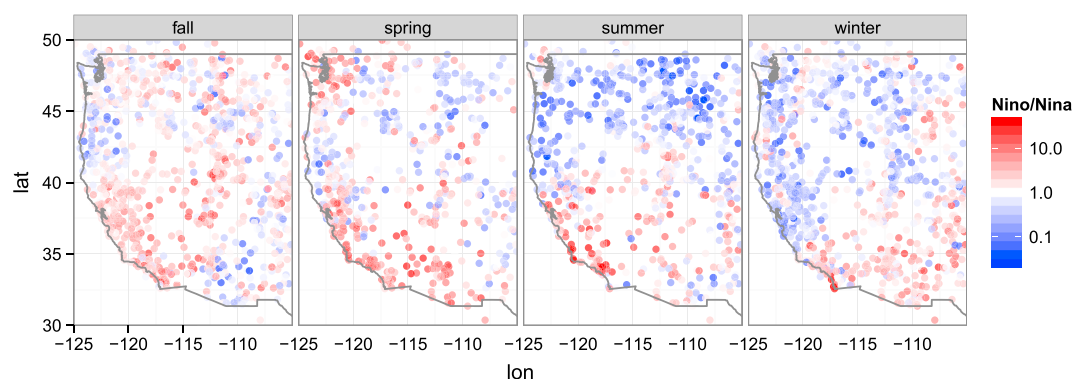 fall spring summer winter
50
45
40
35
30
lat
−125 −120 −115 −110 −125 −120 −115 −110 −125 −120 −115 −110 −125 −120 −115 −110
lon
Nino/Nina
10.0
1.0
0.1